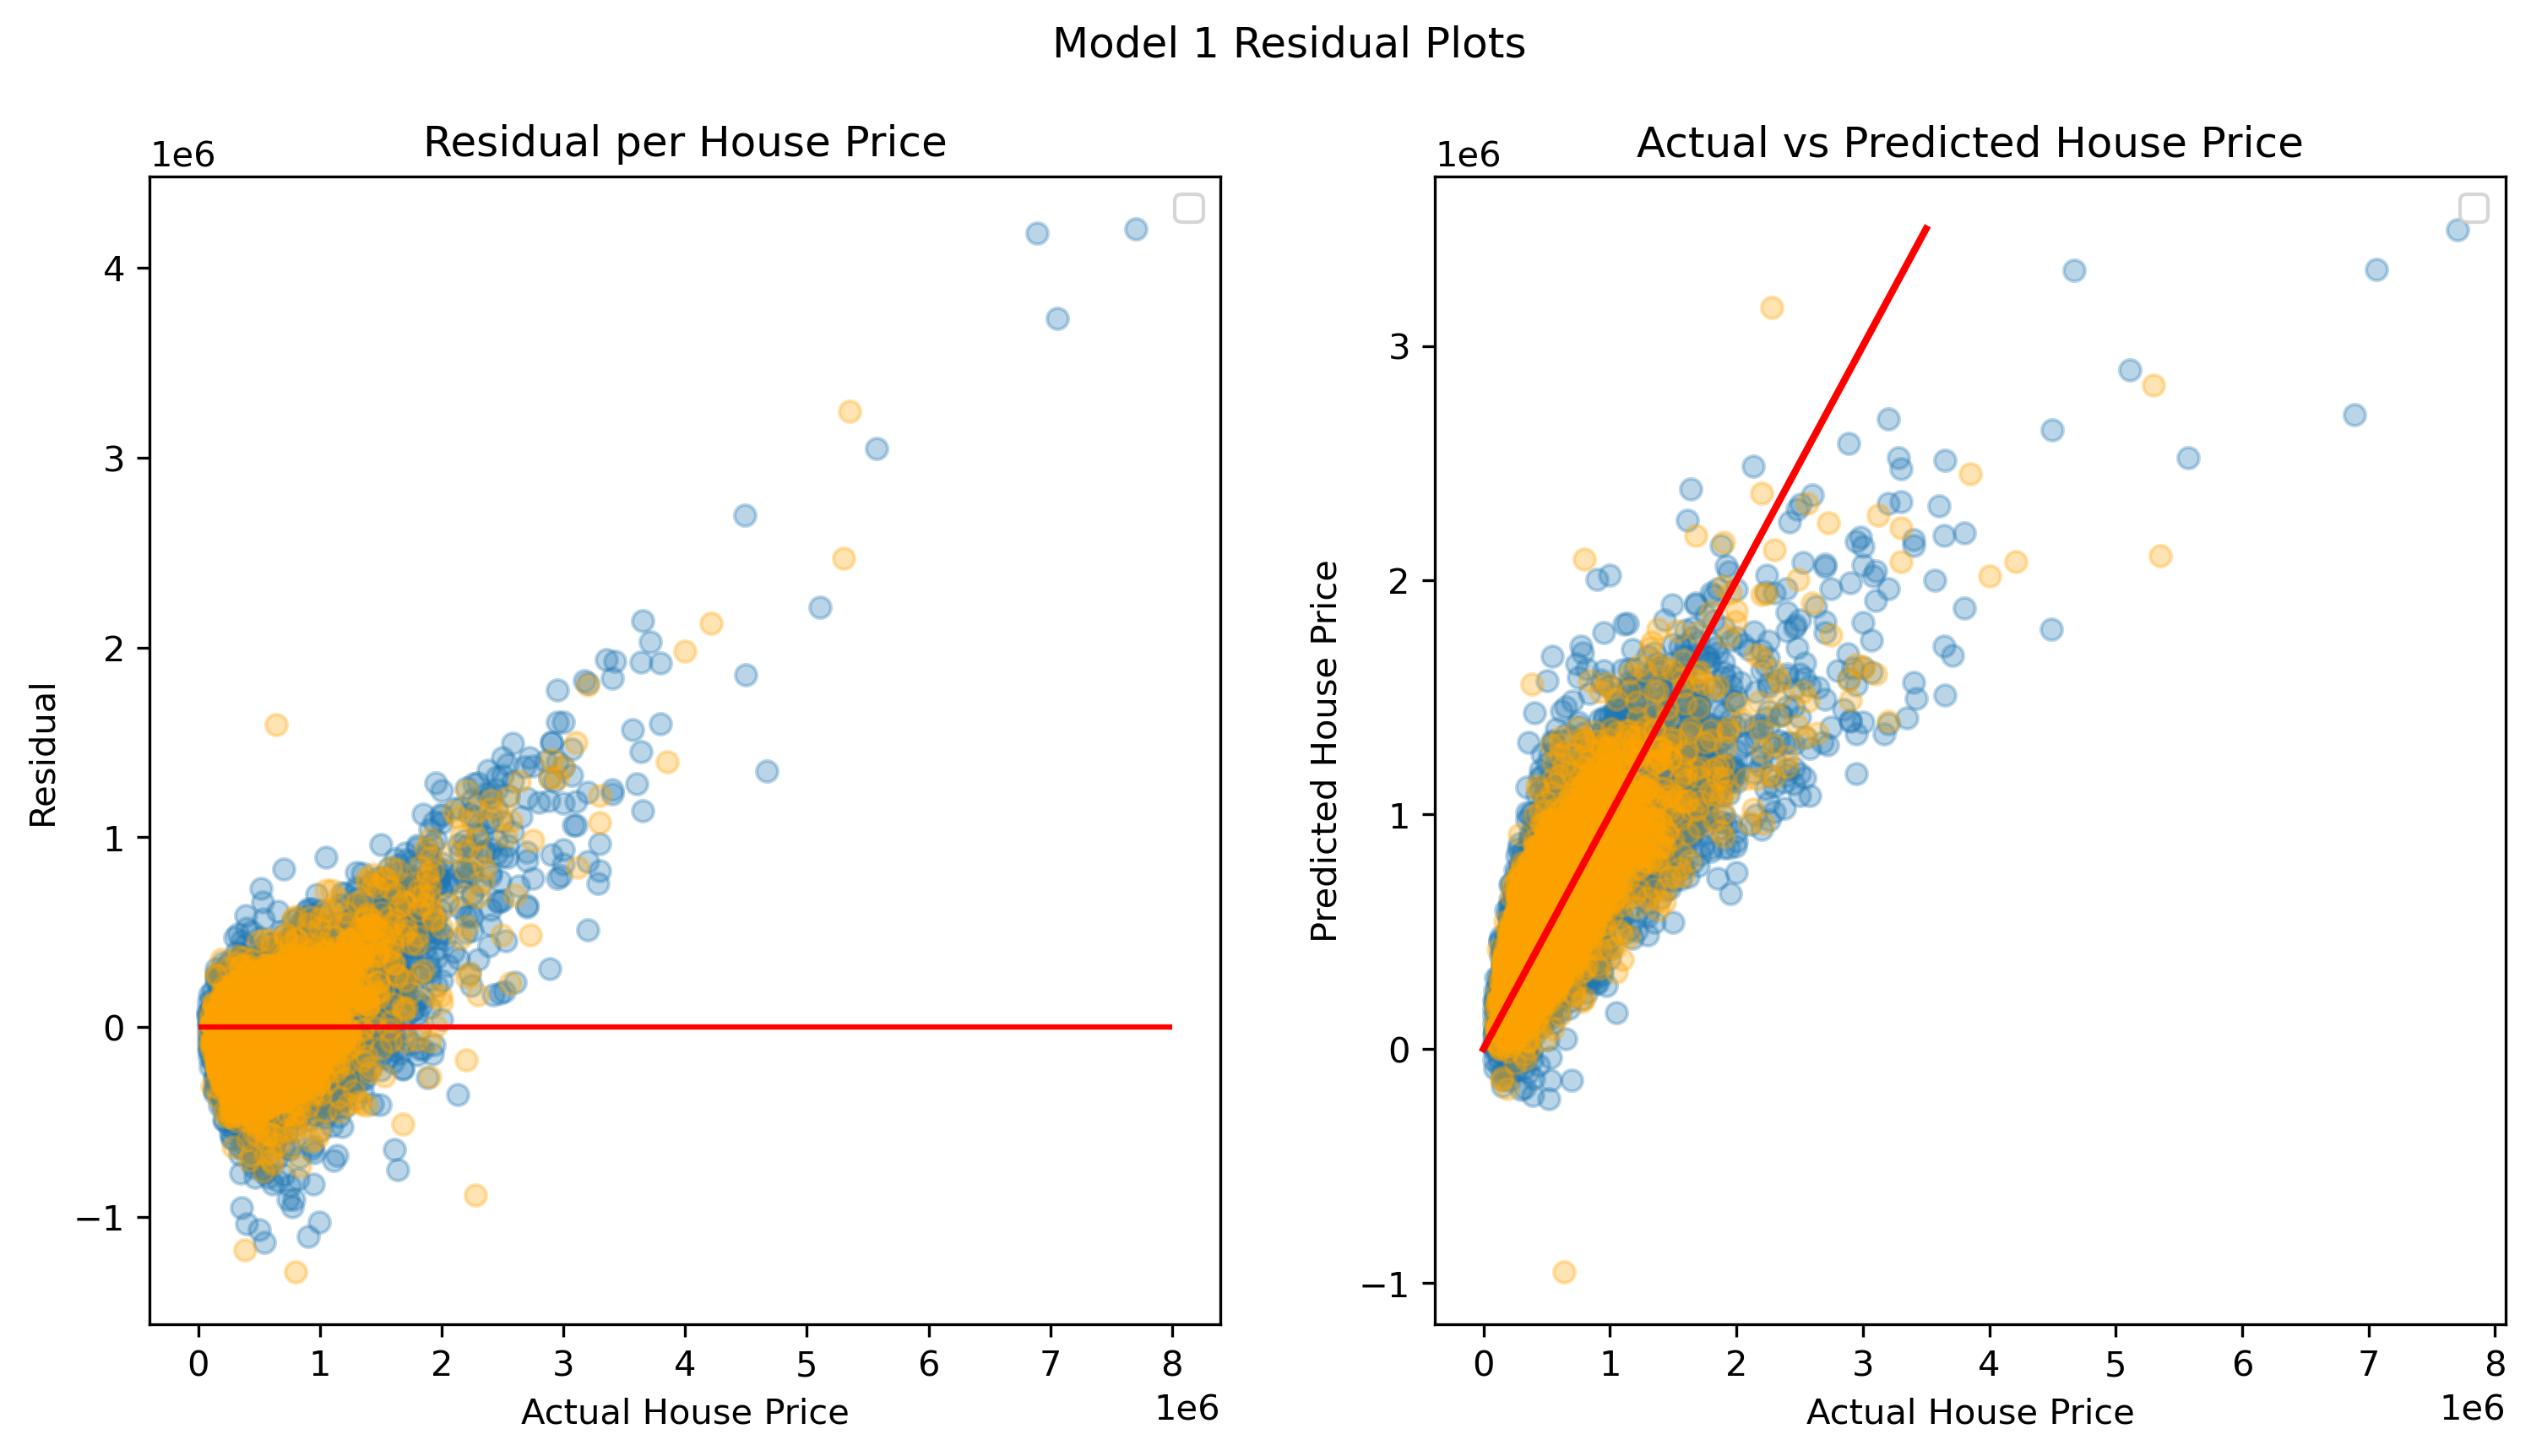 Model 1 Residual Plots
Residual per House Price
1e6
4
3
2
1
0
−1
Residual
0 1 2 3 4 5 6 7 8
1e6
Actual House Price
Actual vs Predicted House Price
1e6
3
2
1
0
−1
Predicted House Price
0 1 2 3 4 5 6 7 8
1e6
Actual House Price